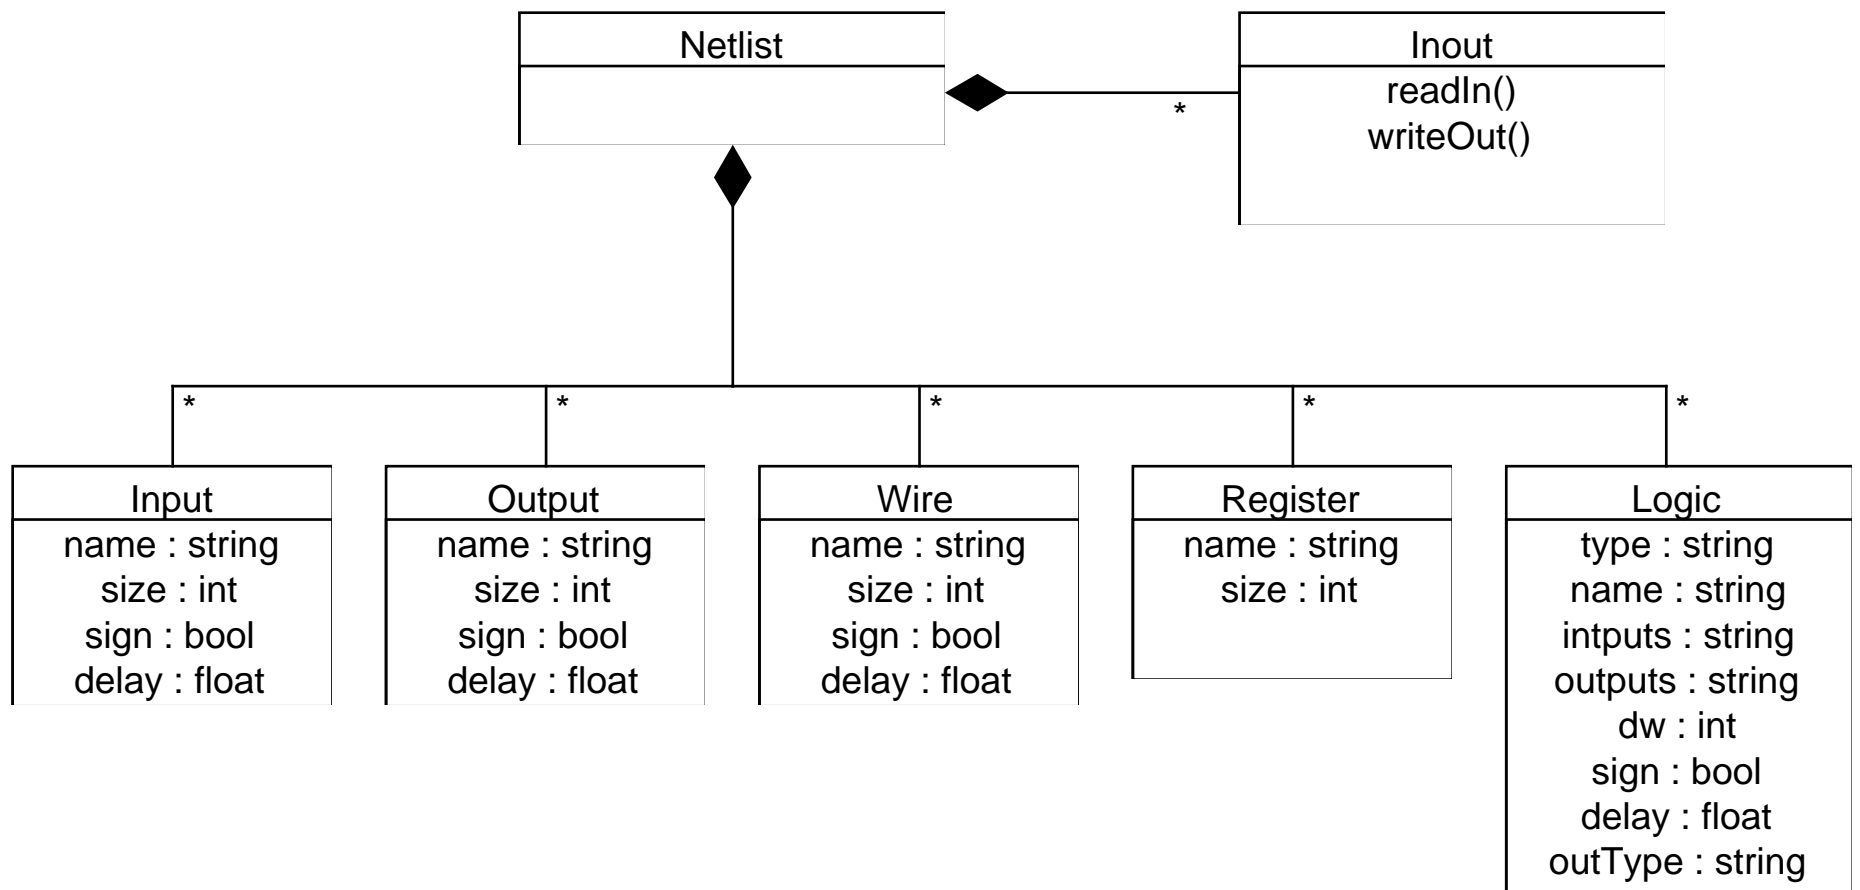 Netlist
Inout
readIn()
writeOut()
*
*
*
*
*
*
Input
name : string
size : int
sign : bool
delay : float
Output
name : string
size : int
sign : bool
delay : float
Wire
name : string
size : int
sign : bool
delay : float
Register
name : string
size : int
Logic
type : string
name : string
intputs : string
outputs : string
dw : int
sign : bool
delay : float
outType : string